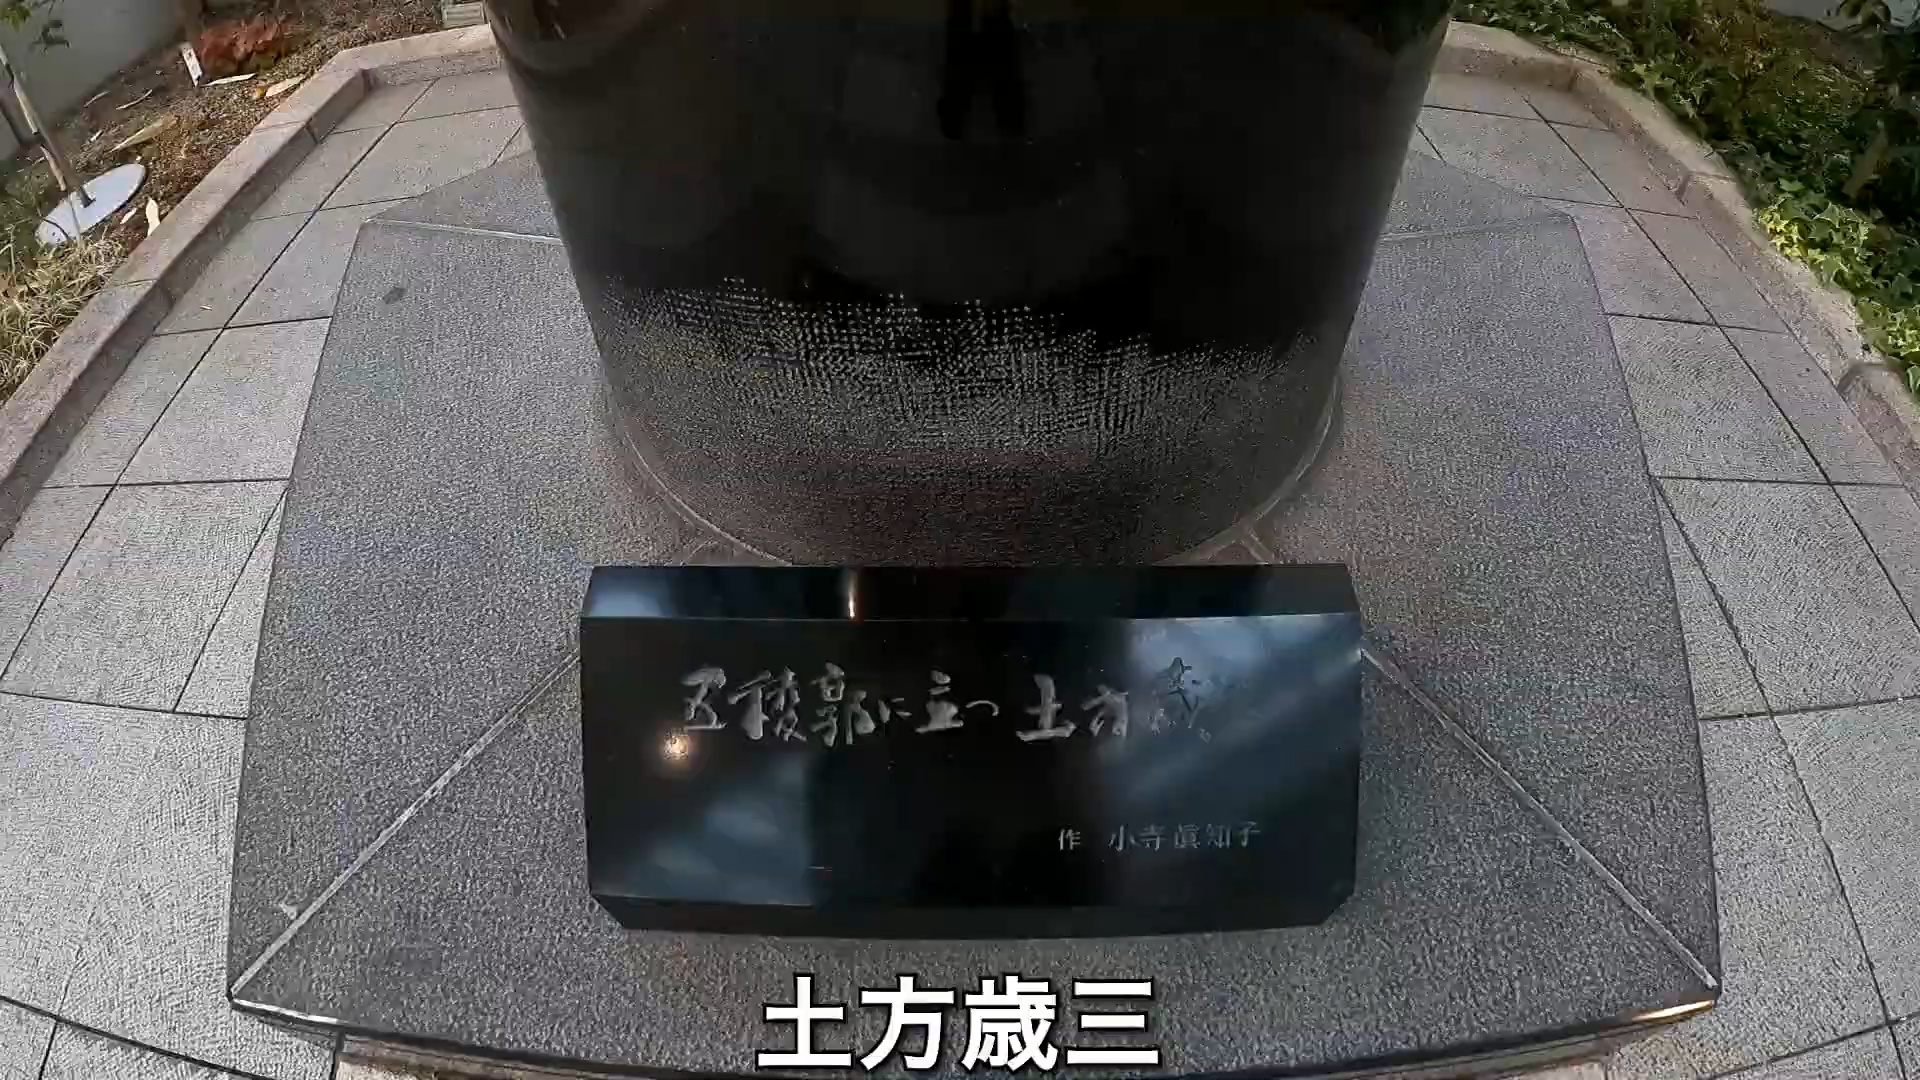 五稜郭に立つ土方歳
作 小寺眞知子
土方歳三